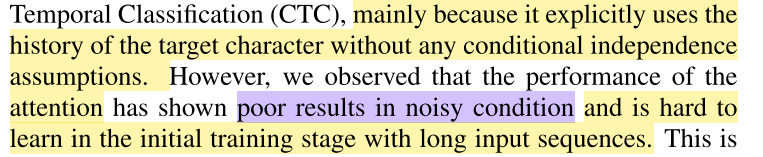 Temporal Classification (CTC), mainly because it explicitly uses the
history of the target character without any conditional independence
assumptions. However, we observed that the performance of the
attention has shown poor results in noisy condition and is hard to
learn in the initial training stage with long input sequences. This is